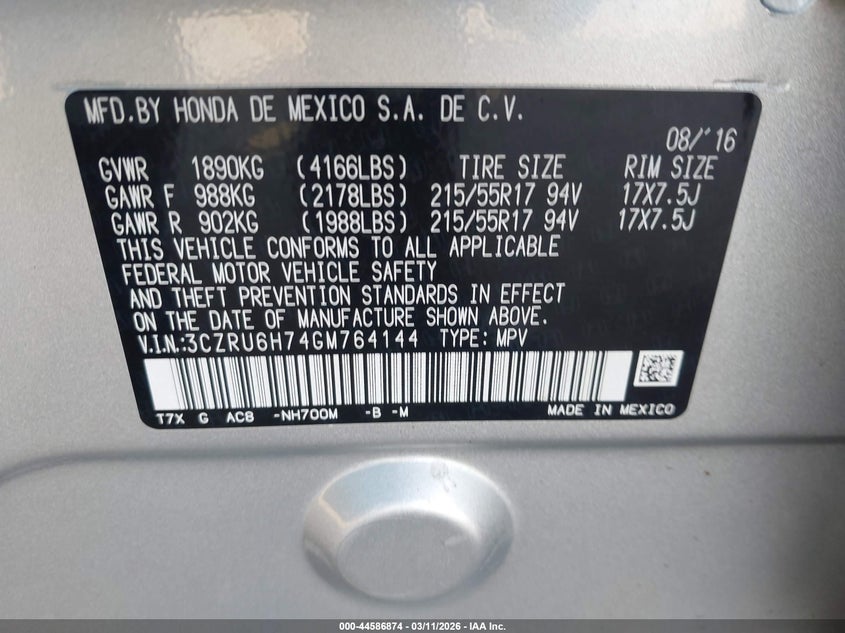 MFD.BY HONDA DE MEXICO S.A. DE C.V.
08/'16
GVWR 1890KG (4166LBS) TIRE SIZE RIM SIZE
GAWR F 988KG (2178LBS) 215/55R17 94V 17X7.5J
GAWR R 902KG (1988LBS) 215/55R17 94V 17X7.5J
THIS VEHICLE CONFORMS TO ALL APPLICABLE
FEDERAL MOTOR VEHICLE SAFETY
AND THEFT PREVENTION STANDARDS IN EFFECT
ON THE DATE OF MANUFACTURE SHOWN ABOVE.
V.I.N.:3CZRU6H74GM764144 TYPE: MPV
T7X G AC8 -NH700M -B -M MADE IN MEXICO
000-44586874 | 03/11/2026 | IAA Inc.